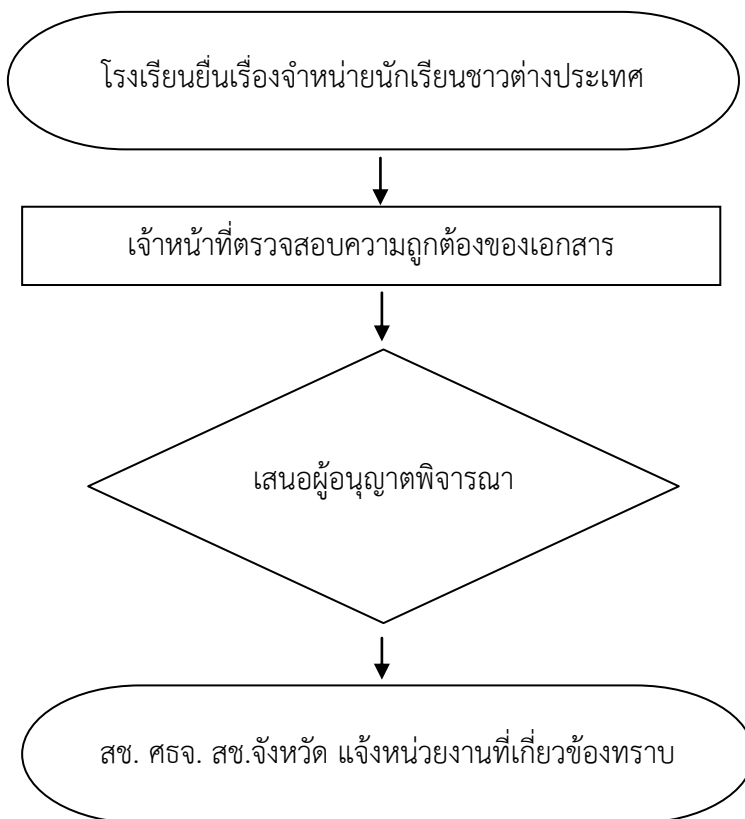 โรงเรียนยื่นเรื่องจำหน่ายนักเรียนชาวต่างประเทศ
เจ้าหน้าที่ตรวจสอบความถูกต้องของเอกสาร
เสนอผู้อนุญาตพิจารณา
สช. ศธจ. สช.จังหวัด แจ้งหน่วยงานที่เกี่ยวข้องทราบ